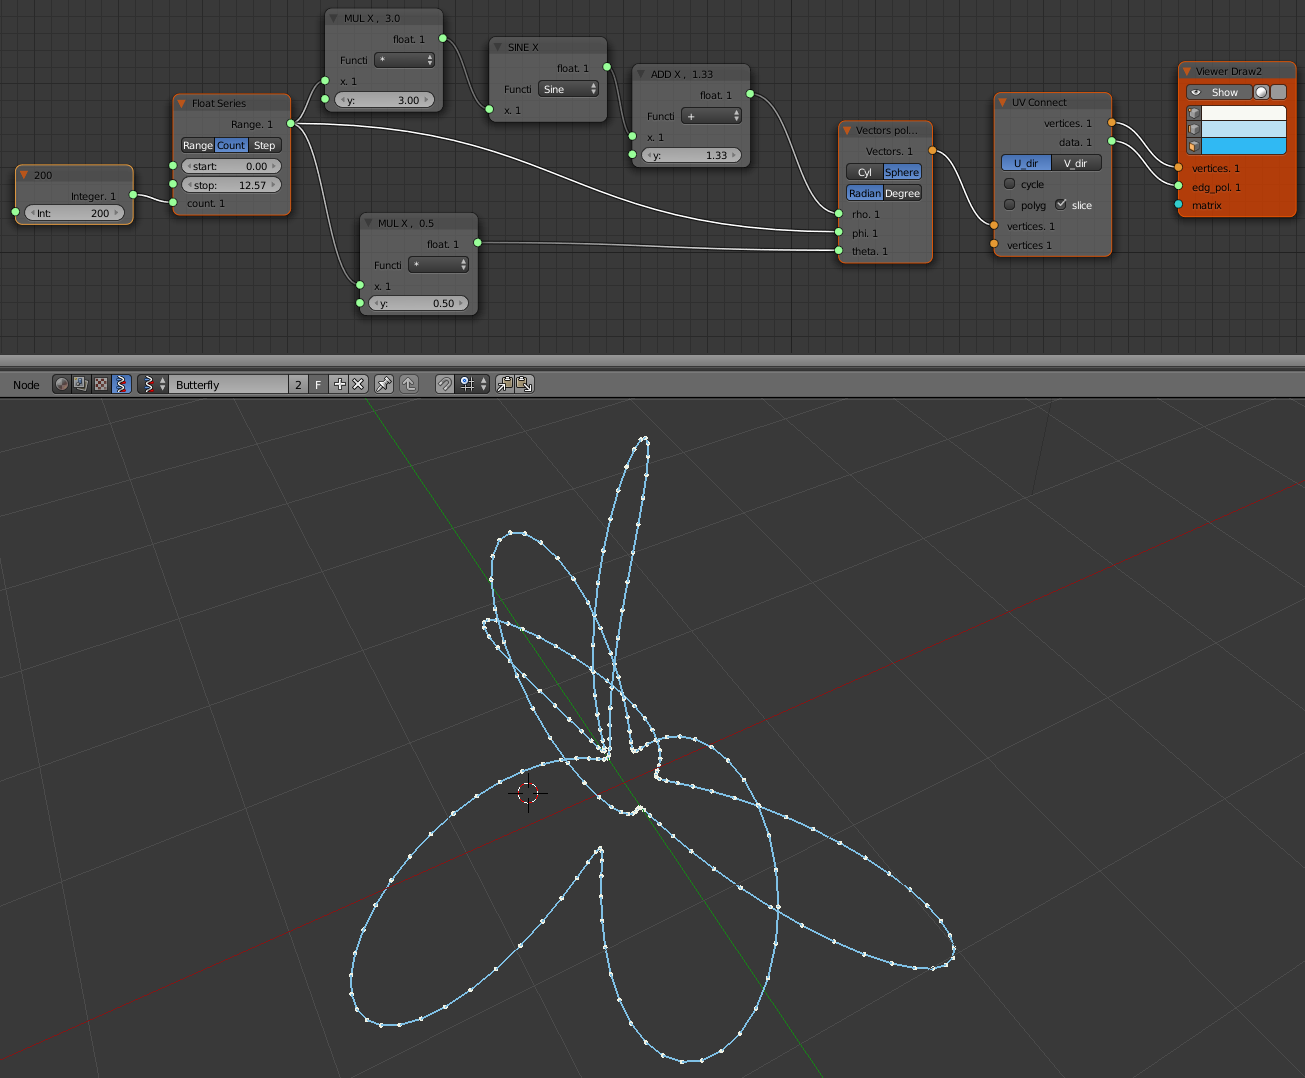 200
Integer. 1
Int: 200
Float Series
Range. 1
Range Count Step
start: 0.00
stop: 12.57
count. 1
MUL X, 3.0
float. 1
Functi *
x. 1
y: 3.00
MUL X, 0.5
float. 1
Functi *
x. 1
y: 0.50
SINE X
float. 1
Functi Sine
x. 1
ADD X, 1.33
float. 1
Functi +
x. 1
y: 1.33
Vectors pol...
Vectors. 1
Cyl Sphere
Radian Degree
rho. 1
phi. 1
theta. 1
UV Connect
vertices. 1
data. 1
U_dir V_dir
cycle
polyg slice
vertices. 1
vertices 1
Viewer Draw2
Show
vertices. 1
edg_pol. 1
matrix
Node Butterfly 2 F